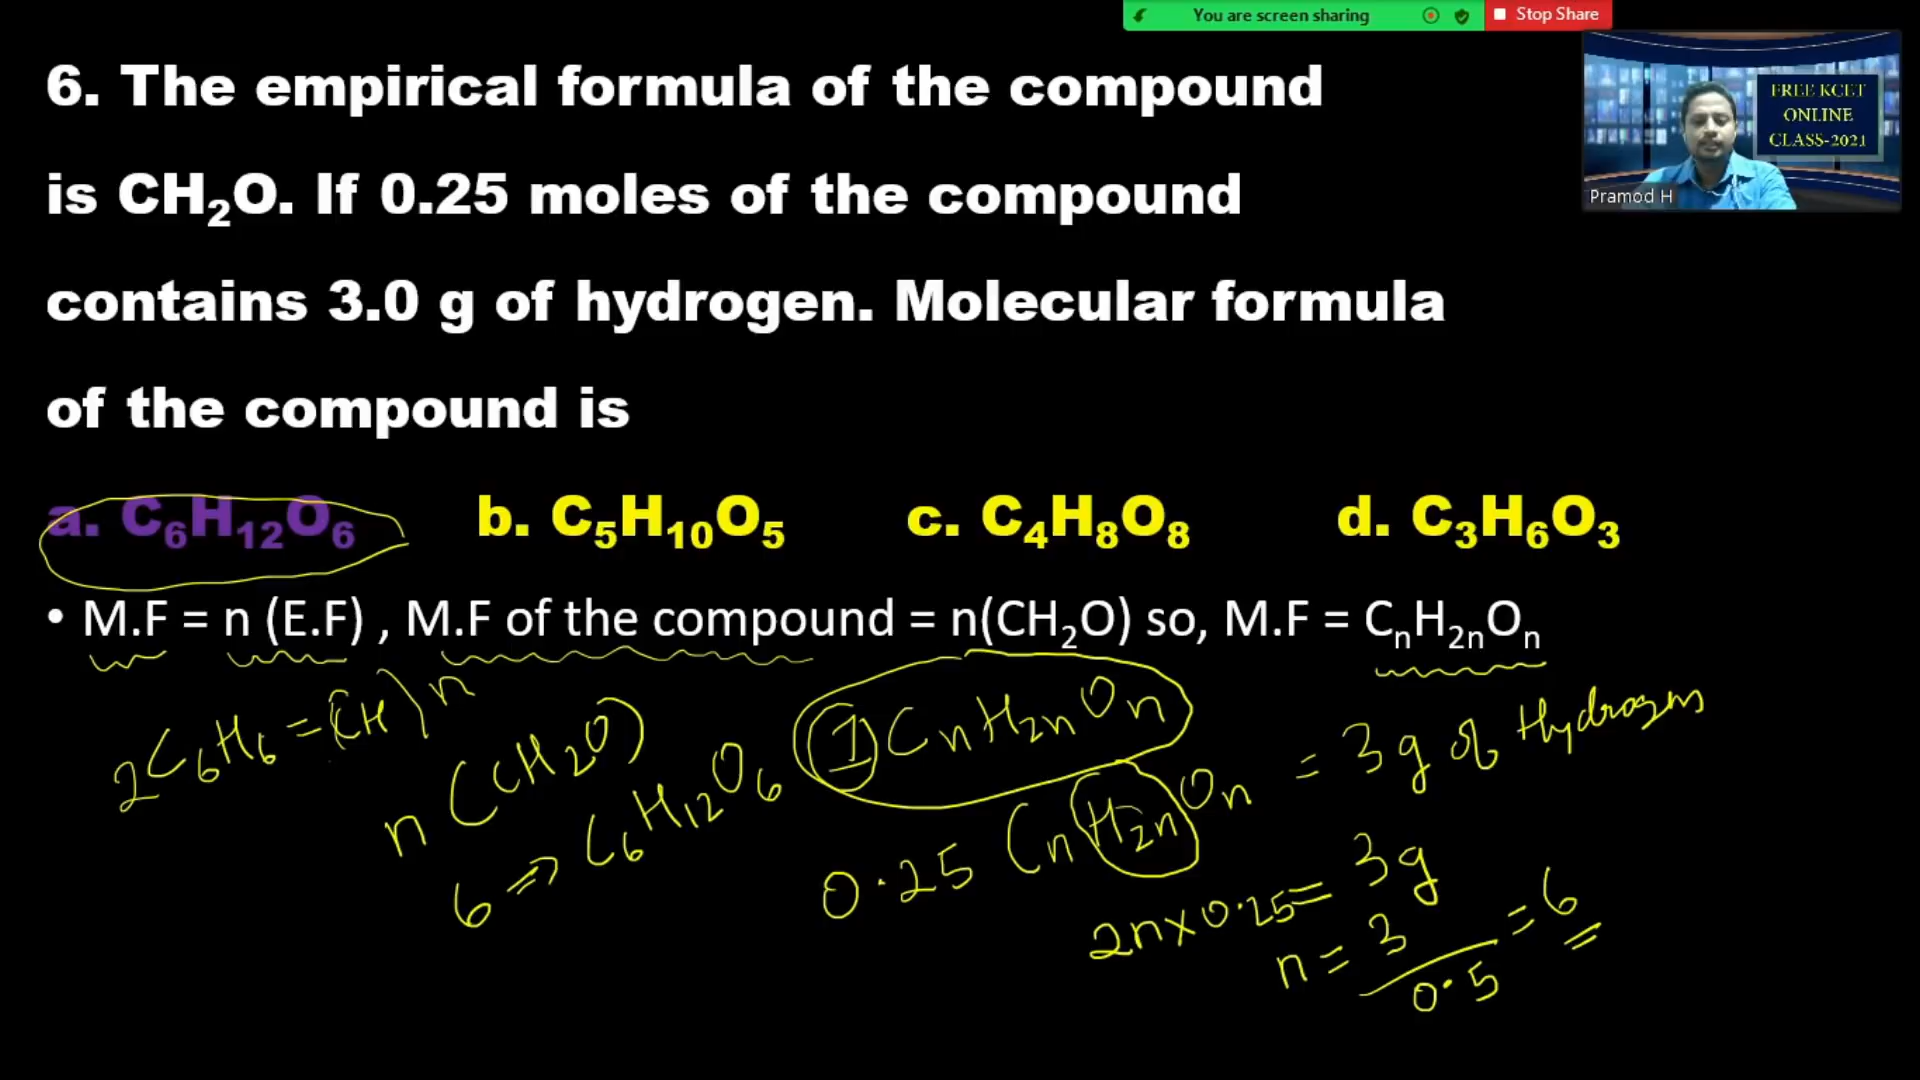 You are screen sharing
Stop Share
FREE KCET
ONLINE
CLASS-2021
Pramod H
6. The empirical formula of the compound
is CH₂O. If 0.25 moles of the compound
contains 3.0 g of hydrogen. Molecular formula
of the compound is
a. C₆H₁₂O₆ b. C₅H₁₀O₅ c. C₄H₈O₈ d. C₃H₆O₃
• M.F = n (E.F) , M.F of the compound = n(CH₂O) so, M.F = CₙH₂ₙOₙ
2C₆H₆ = (CH)n
n(CH₂O)
6 => C₆H₁₂O₆
1 CₙH₂ₙOₙ
0.25 CₙH₂ₙOₙ = 3g of Hydrogen
2n×0.25 = 3g
n = 3/0.5 = 6